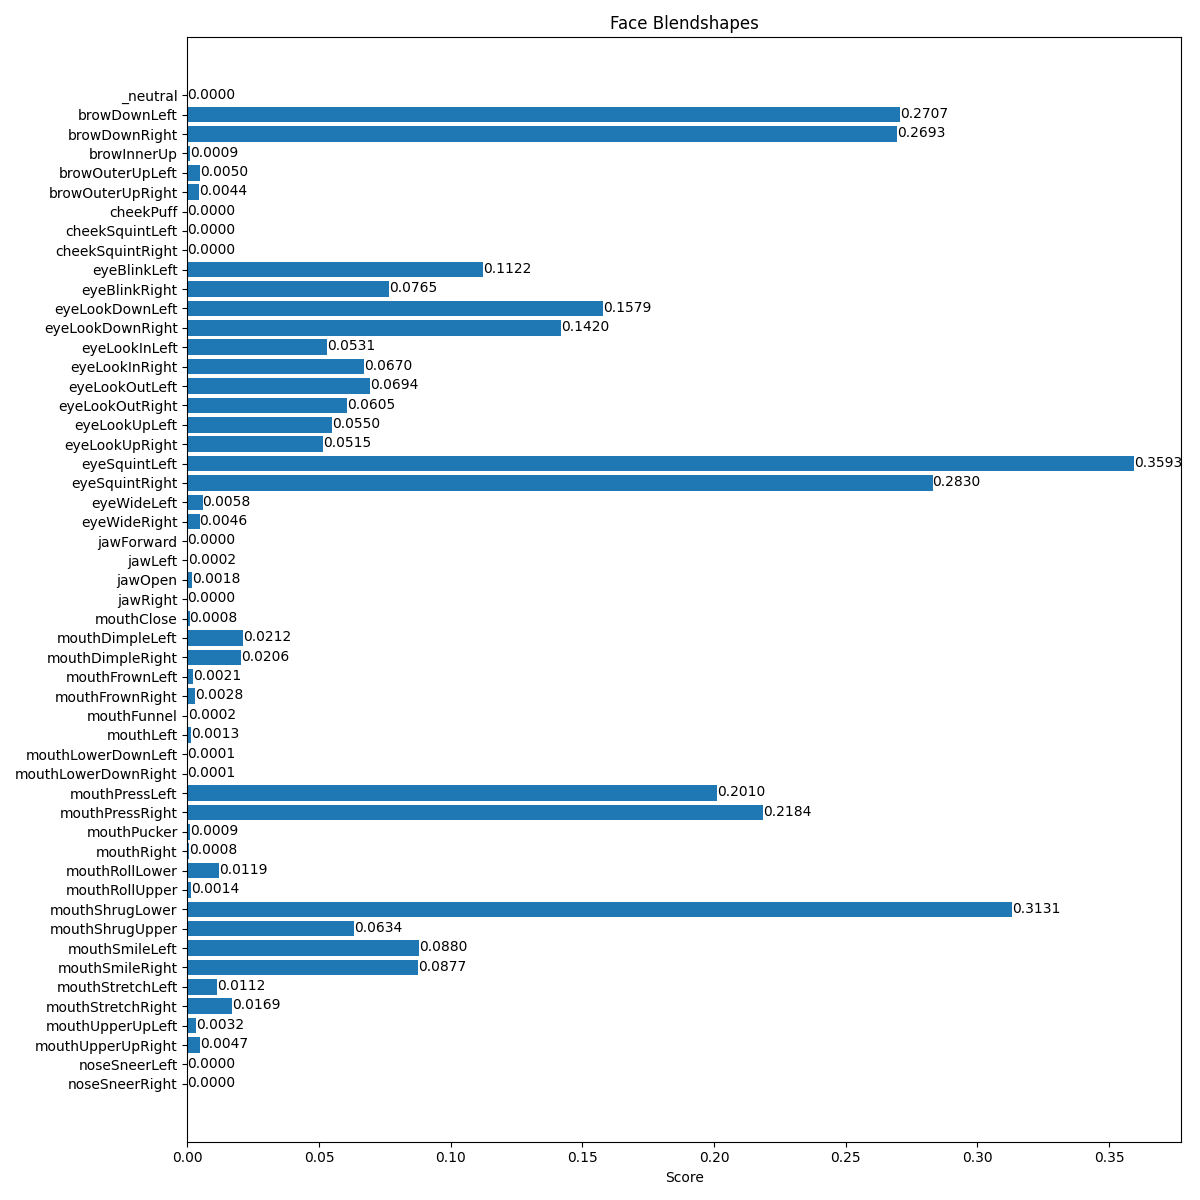 Face Blendshapes
_neutral 0.0000
browDownLeft 0.2707
browDownRight 0.2693
browInnerUp 0.0009
browOuterUpLeft 0.0050
browOuterUpRight 0.0044
cheekPuff 0.0000
cheekSquintLeft 0.0000
cheekSquintRight 0.0000
eyeBlinkLeft 0.1122
eyeBlinkRight 0.0765
eyeLookDownLeft 0.1579
eyeLookDownRight 0.1420
eyeLookInLeft 0.0531
eyeLookInRight 0.0670
eyeLookOutLeft 0.0694
eyeLookOutRight 0.0605
eyeLookUpLeft 0.0550
eyeLookUpRight 0.0515
eyeSquintLeft 0.3593
eyeSquintRight 0.2830
eyeWideLeft 0.0058
eyeWideRight 0.0046
jawForward 0.0000
jawLeft 0.0002
jawOpen 0.0018
jawRight 0.0000
mouthClose 0.0008
mouthDimpleLeft 0.0212
mouthDimpleRight 0.0206
mouthFrownLeft 0.0021
mouthFrownRight 0.0028
mouthFunnel 0.0002
mouthLeft 0.0013
mouthLowerDownLeft 0.0001
mouthLowerDownRight 0.0001
mouthPressLeft 0.2010
mouthPressRight 0.2184
mouthPucker 0.0009
mouthRight 0.0008
mouthRollLower 0.0119
mouthRollUpper 0.0014
mouthShrugLower 0.3131
mouthShrugUpper 0.0634
mouthSmileLeft 0.0880
mouthSmileRight 0.0877
mouthStretchLeft 0.0112
mouthStretchRight 0.0169
mouthUpperUpLeft 0.0032
mouthUpperUpRight 0.0047
noseSneerLeft 0.0000
noseSneerRight 0.0000
0.00 0.05 0.10 0.15 0.20 0.25 0.30 0.35
Score